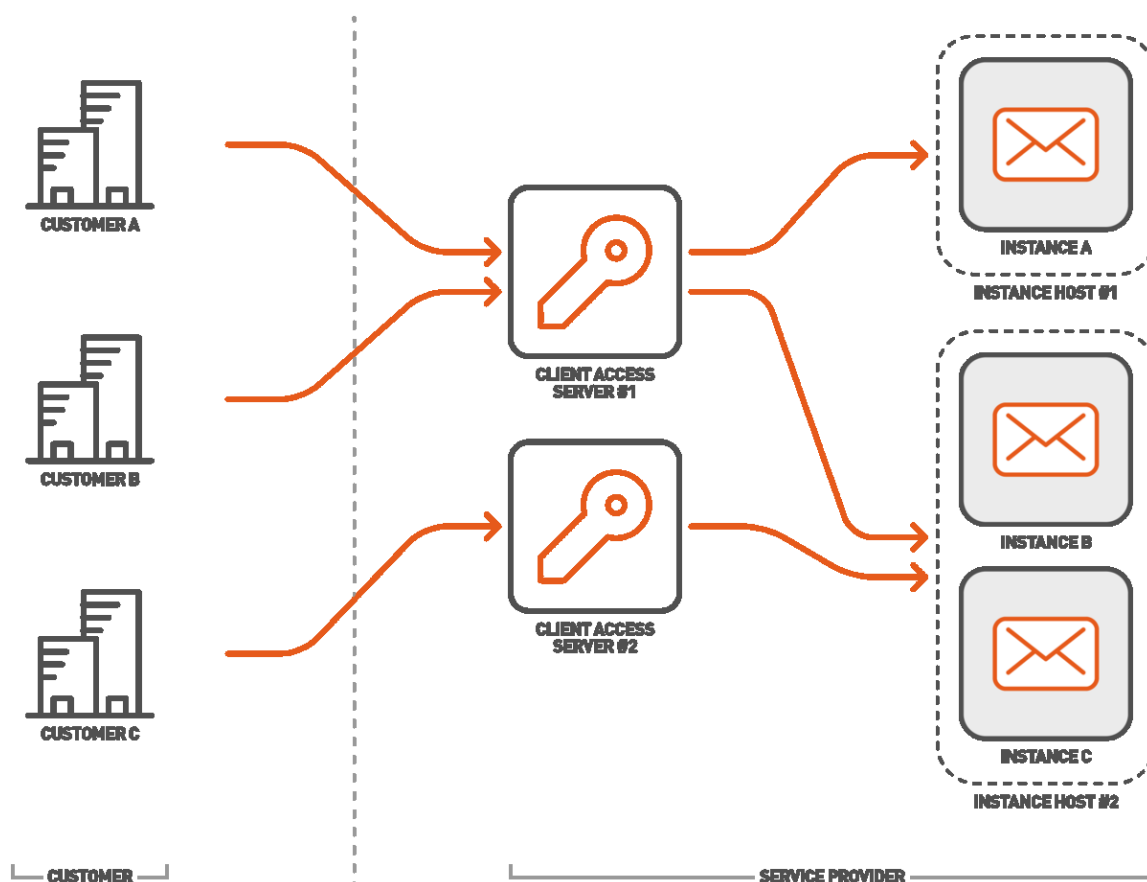 CUSTOMER A
CUSTOMER B
CUSTOMER C
CLIENT ACCESS
SERVER #1
CLIENT ACCESS
SERVER #2
INSTANCE A
INSTANCE HOST #1
INSTANCE B
INSTANCE C
INSTANCE HOST #2
CUSTOMER
SERVICE PROVIDER